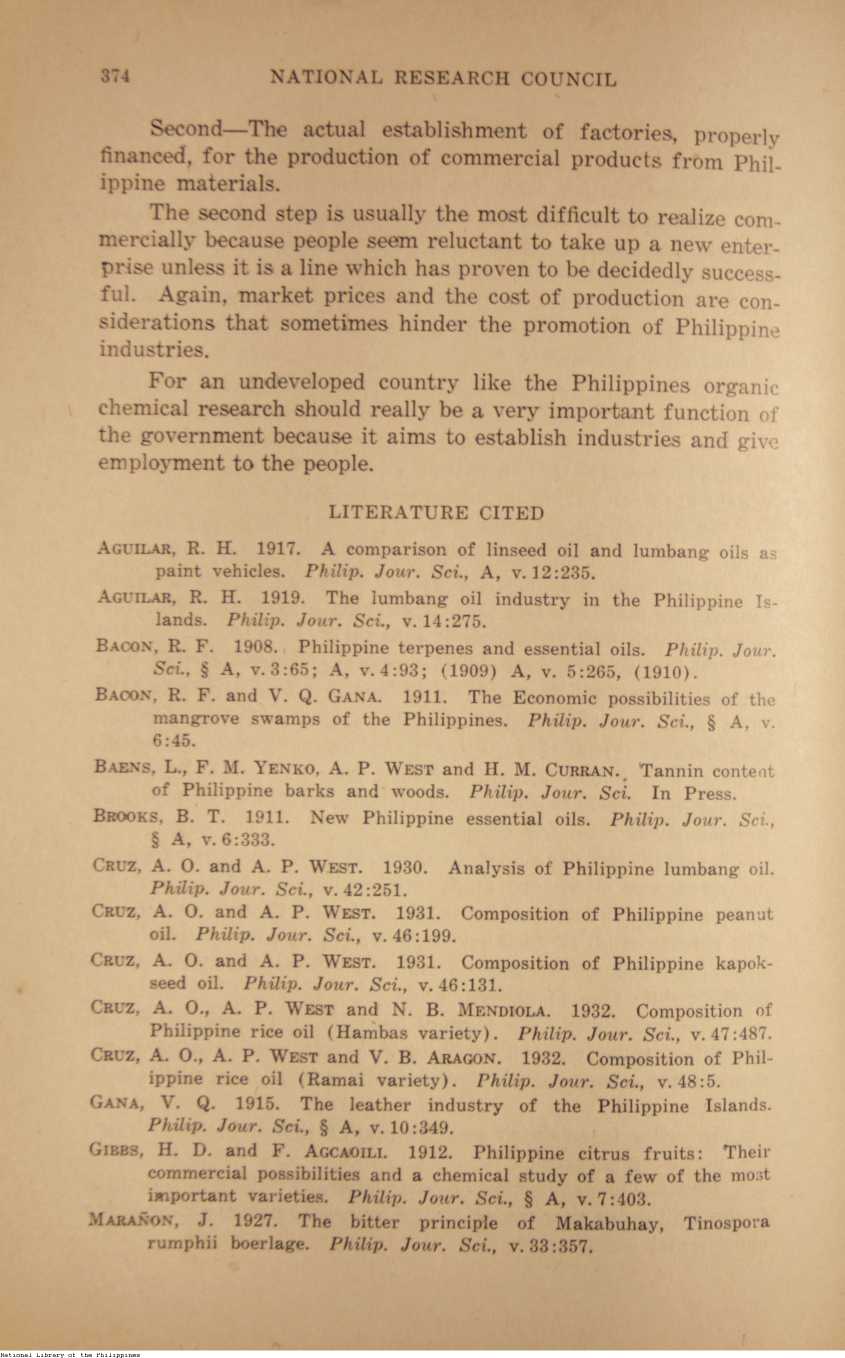 374 NATIONAL RESEARCH COUNCIL
Second—The actual establishment of factories, properly
financed, for the production of commercial products from Phil-
ippine materials.
The second step is usually the most difficult to realize com-
mercially because people seem reluctant to take up a new enter-
prise unless it is a line which has proven to be decidedly success-
ful. Again, market prices and the cost of production are con-
siderations that sometimes hinder the promotion of Philippine
industries.
For an undeveloped country like the Philippines organic
chemical research should really be a very important function of
the government because it aims to establish industries and give
employment to the people.
LITERATURE CITED
AGUILAR, R. H. 1917. A comparison of linseed oil and lumbang oils as
paint vehicles. Philip. Jour. Sci., A, v. 12:235.
AGUILAR, R. H. 1919. The lumbang oil industry in the Philippine Is-
lands. Philip. Jour. Sci., v. 14:275.
BACON, R. F. 1908. Philippine terpenes and essential oils. Philip. Jour.
Sci., § A, v. 3:65; A, v. 4:93; (1909) A, v. 5:265, (1910).
BACON, R. F. and V. Q. GANA. 1911. The Economic possibilities of the
mangrove swamps of the Philippines. Philip. Jour. Sci., § A, v.
6:45.
BAENS, L., F. M. YENKO, A. P. WEST and H. M. CURRAN. Tannin content
of Philippine barks and woods. Philip. Jour. Sci. In Press.
BROOKS, B. T. 1911. New Philippine essential oils. Philip. Jour. Sci.,
§ A, v. 6:333.
CRUZ, A. O. and A. P. WEST. 1930. Analysis of Philippine lumbang oil.
Philip. Jour. Sci., v. 42:251.
CRUZ, A. O. and A. P. WEST. 1931. Composition of Philippine peanut
oil. Philip. Jour. Sci., v. 46:199.
CRUZ, A. O. and A. P. WEST. 1931. Composition of Philippine kapok-
seed oil. Philip. Jour. Sci., v. 46:131.
CRUZ, A. O., A. P. WEST and N. B. MENDIOLA. 1932. Composition of
Philippine rice oil (Hambas variety). Philip. Jour. Sci., v. 47:487.
CRUZ, A. O., A. P. WEST and V. B. ARAGON. 1932. Composition of Phil-
ippine rice oil (Ramai variety). Philip. Jour. Sci., v. 48:5.
GANA, V. Q. 1915. The leather industry of the Philippine Islands.
Philip. Jour. Sci., § A, v. 10:349.
GIBBS, H. D. and F. AGCAOILI. 1912. Philippine citrus fruits: Their
commercial possibilities and a chemical study of a few of the most
important varieties. Philip. Jour. Sci., § A, v. 7:403.
MARAÑON, J. 1927. The bitter principle of Makabuhay, Tinospora
rumphii boerlage. Philip. Jour. Sci., v. 33:357.
National Library of the Philippines